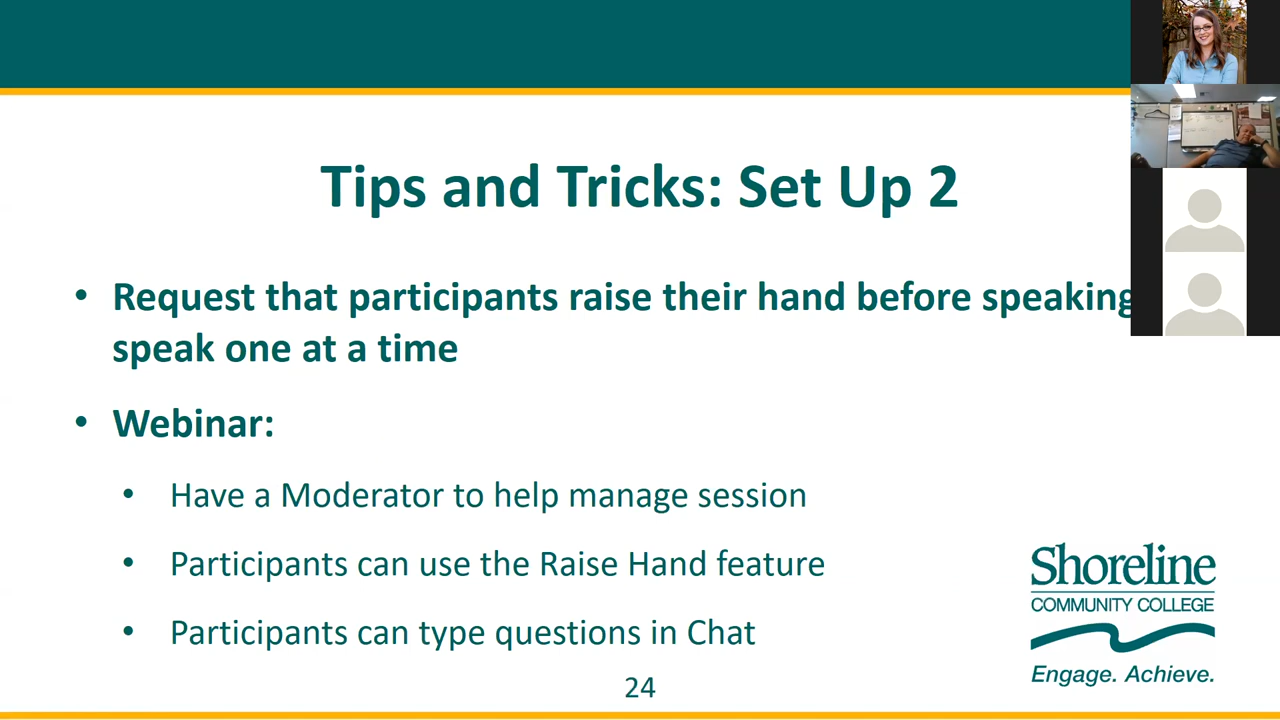 Tips and Tricks: Set Up 2
• Request that participants raise their hand before speaking
speak one at a time
• Webinar:
• Have a Moderator to help manage session
• Participants can use the Raise Hand feature
• Participants can type questions in Chat
Shoreline
COMMUNITY COLLEGE
Engage. Achieve.
24